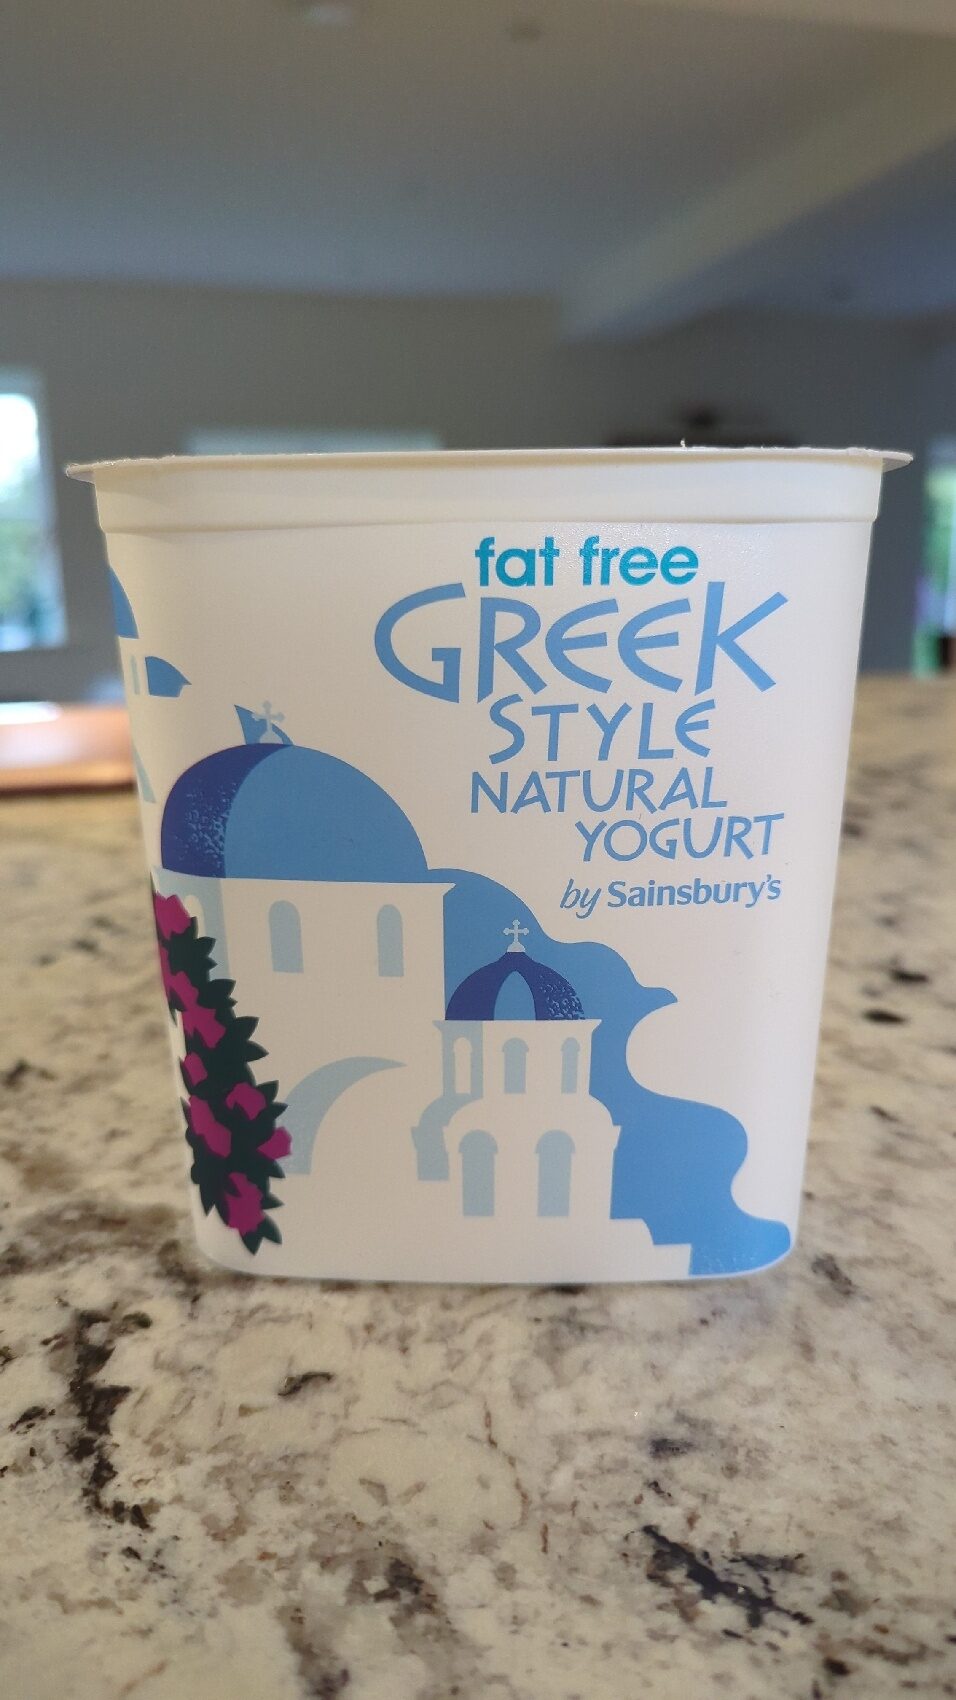 fat free
GREEK
STYLE
NATURAL
YOGURT
by Sainsbury's